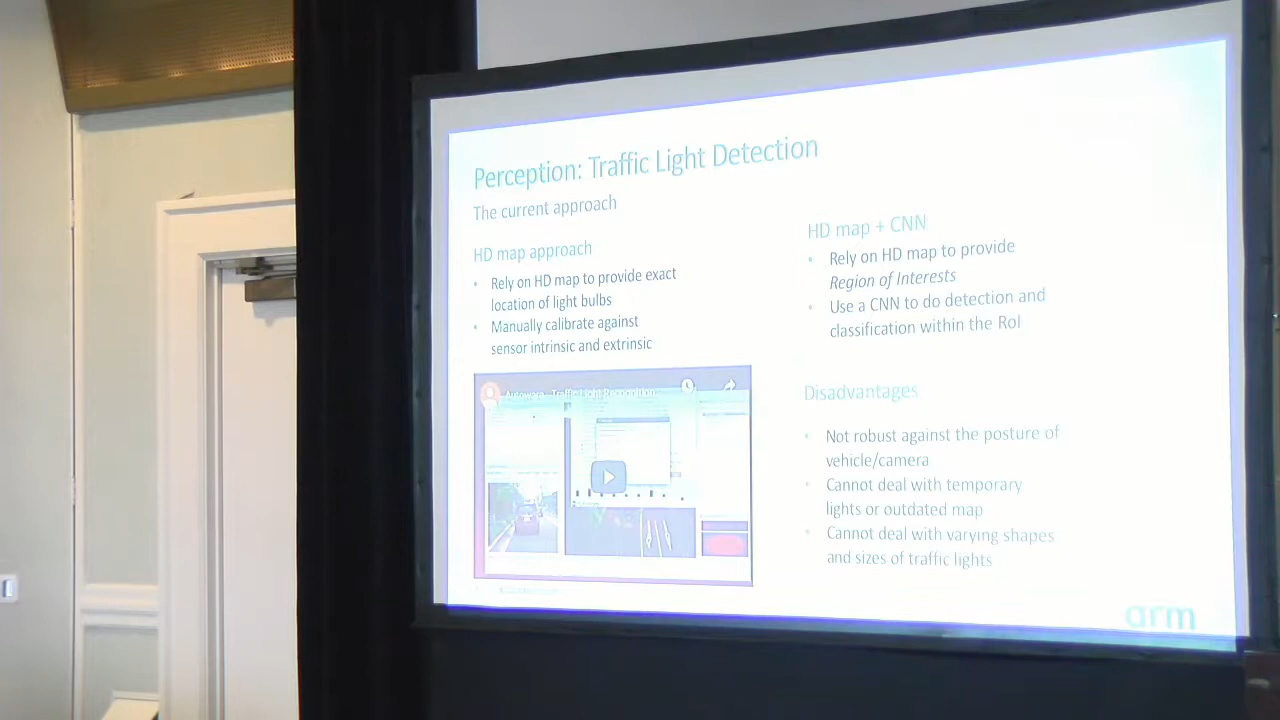 Perception: Traffic Light Detection
The current approach
HD map approach
• Rely on HD map to provide exact
location of light bulbs
• Manually calibrate against
sensor intrinsic and extrinsic
Autoware - Traffic Light Recognition
HD map + CNN
• Rely on HD map to provide
Region of Interests
• Use a CNN to do detection and
classification within the RoI
Disadvantages
• Not robust against the posture of
vehicle/camera
• Cannot deal with temporary
lights or outdated map
• Cannot deal with varying shapes
and sizes of traffic lights
arm